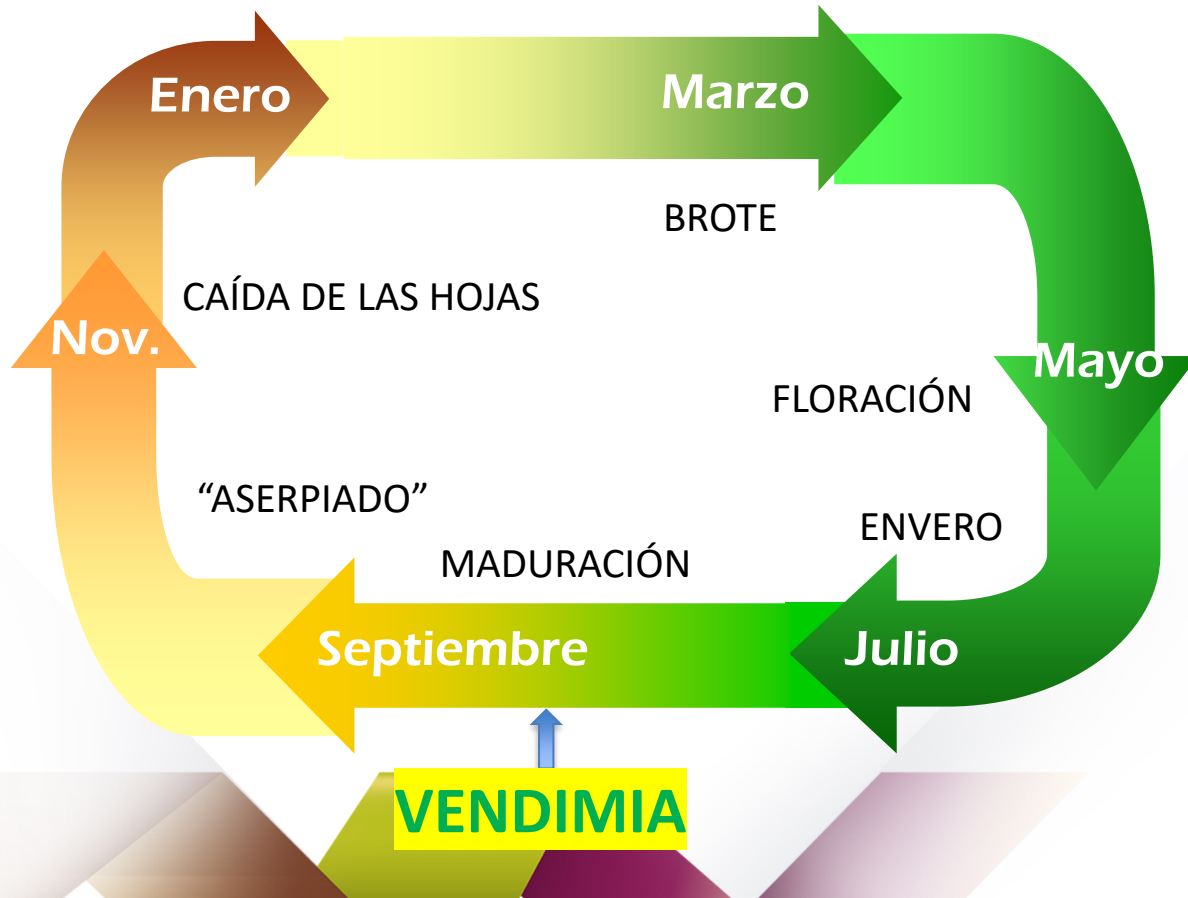 Enero
Marzo
BROTE
CAÍDA DE LAS HOJAS
Nov.
Mayo
FLORACIÓN
“ASERPIADO”
ENVERO
MADURACIÓN
Septiembre
Julio
VENDIMIA